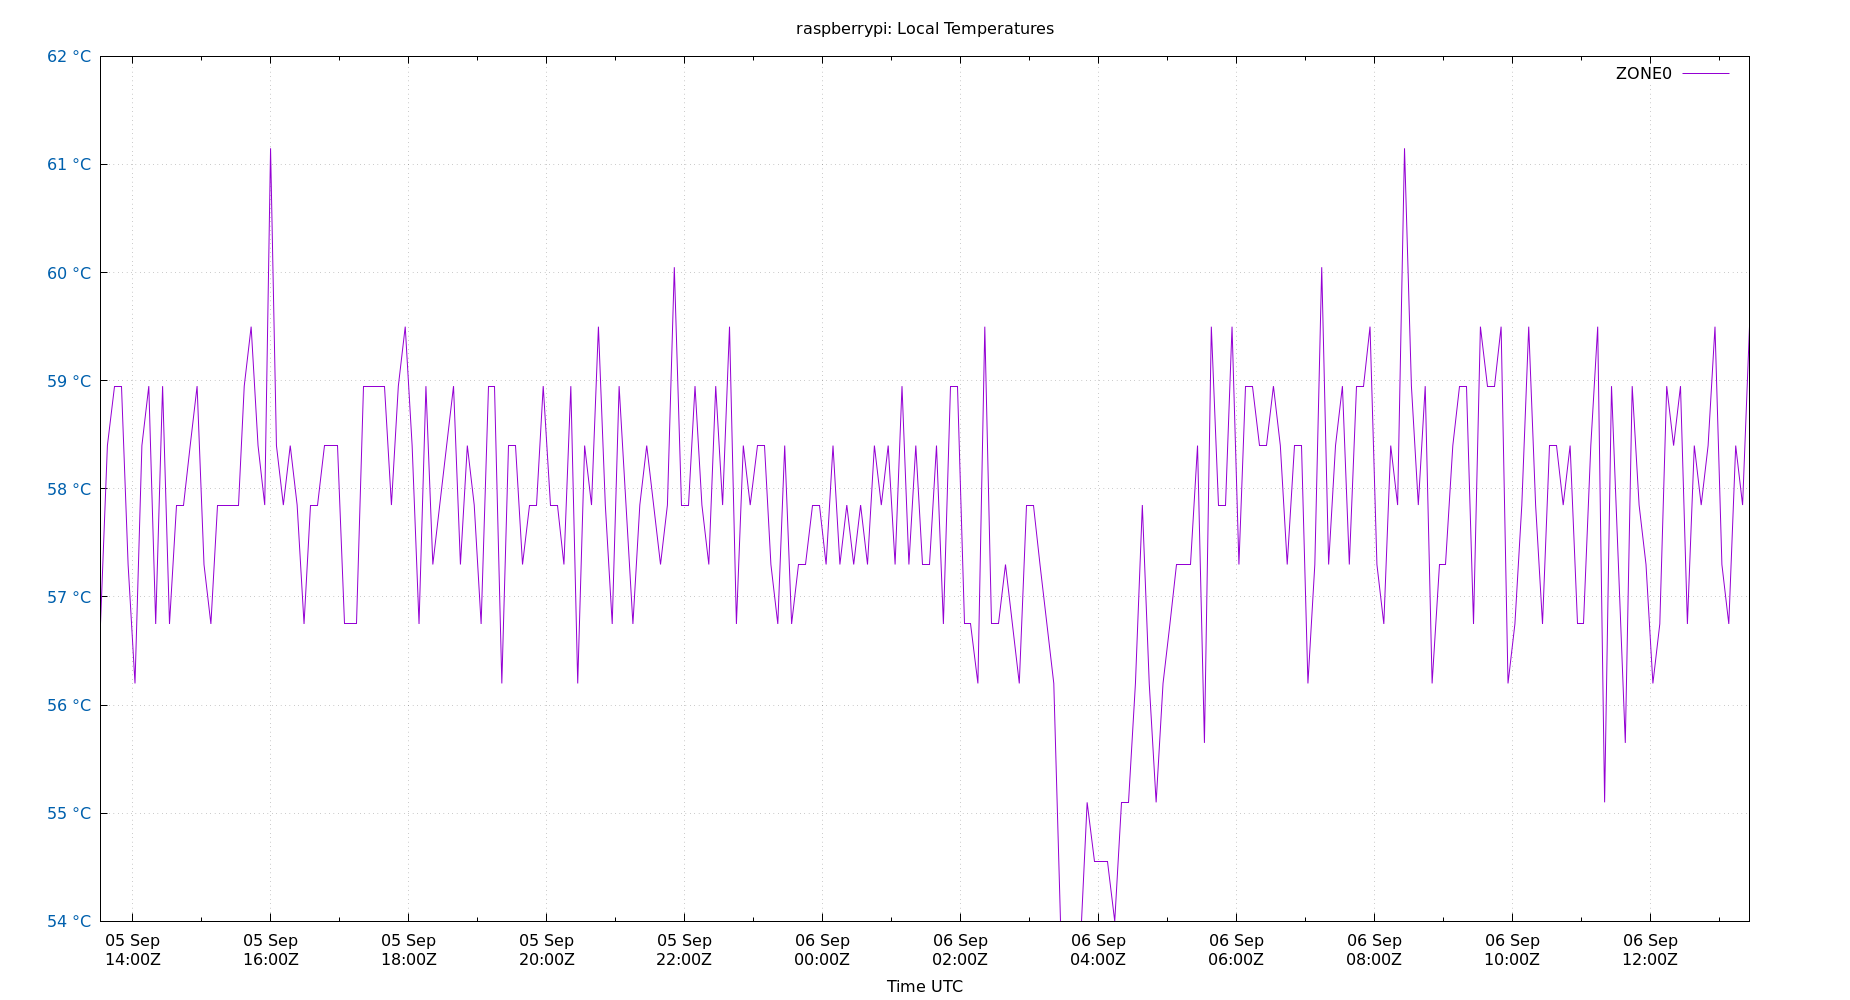 raspberrypi: Local Temperatures
62 °C
ZONE0
61 °C
60 °C
59 °C
58 °C
57 °C
56 °C
55 °C
54 °C
05 Sep 05 Sep 05 Sep 05 Sep 05 Sep 06 Sep 06 Sep 06 Sep 06 Sep 06 Sep 06 Sep 06 Sep
14:00Z 16:00Z 18:00Z 20:00Z 22:00Z 00:00Z 02:00Z 04:00Z 06:00Z 08:00Z 10:00Z 12:00Z
Time UTC